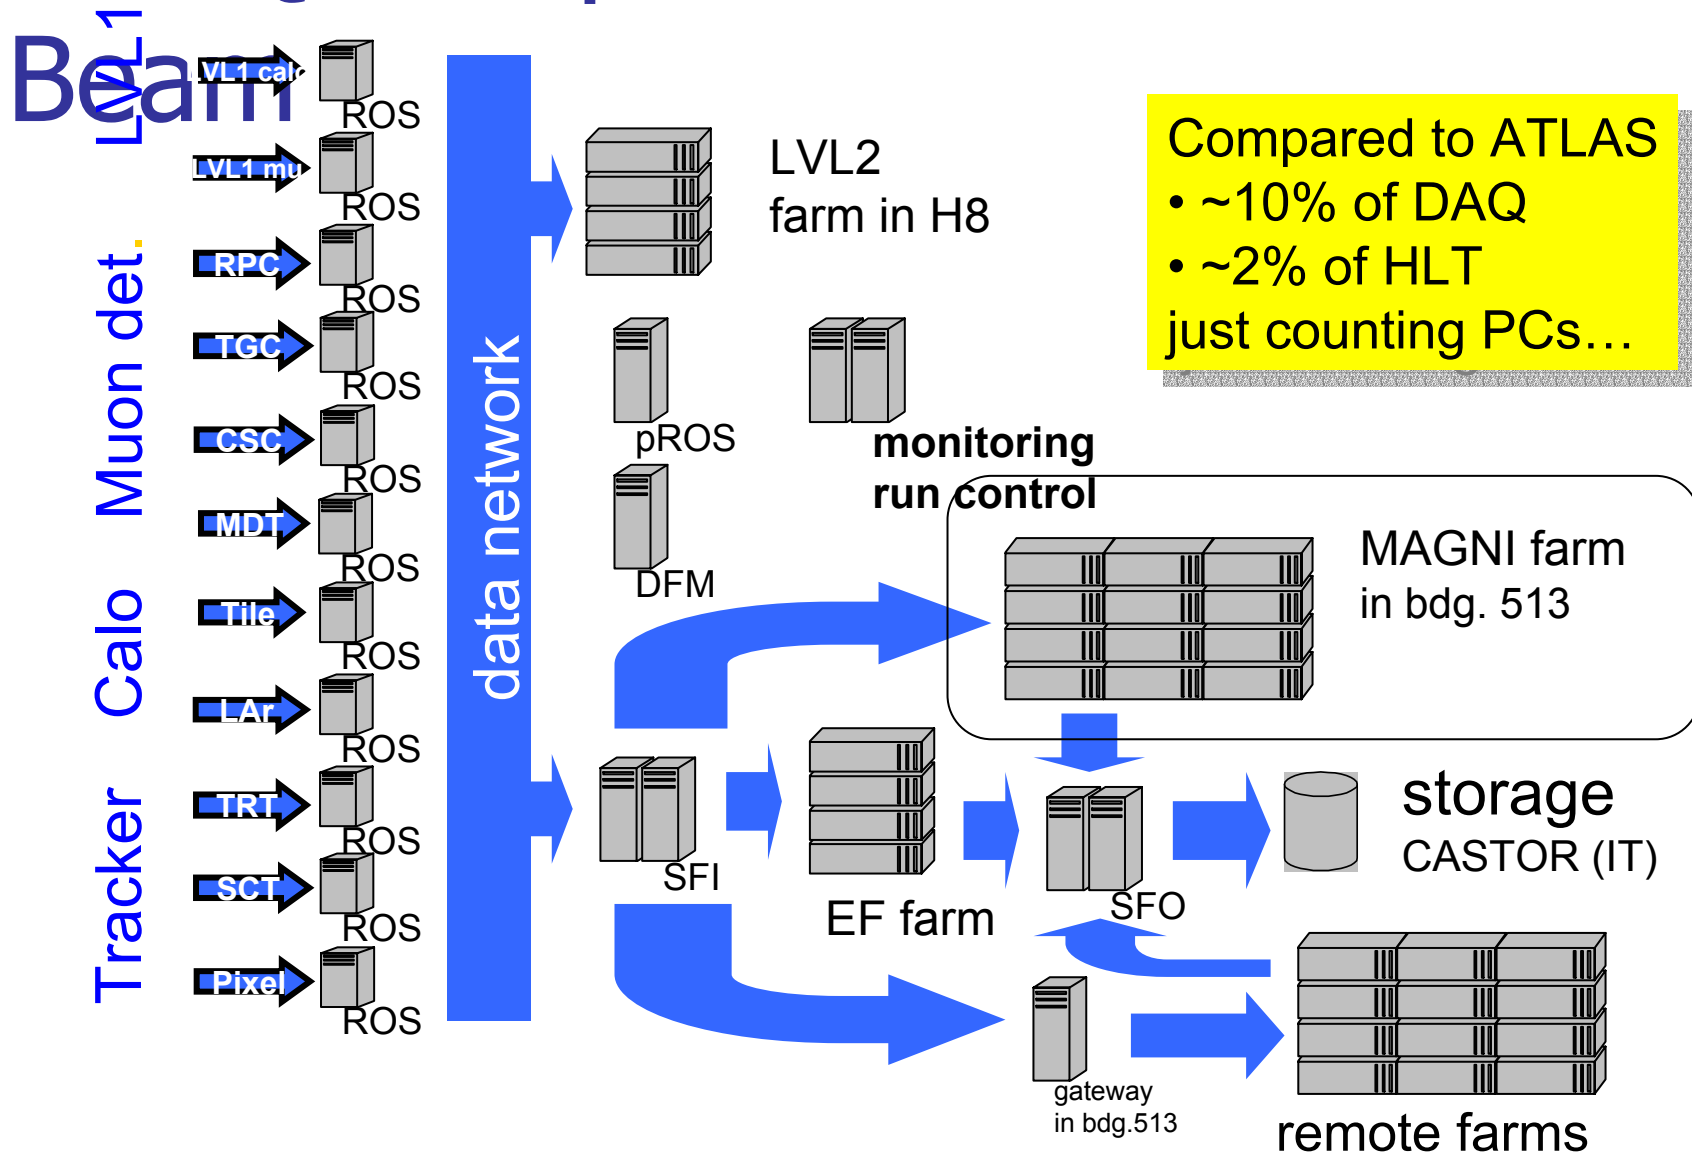 Beam
LVL1
Muon det.
Calo
Tracker
LVL1 calo
ROS
LVL1 mu
ROS
RPC
ROS
TGC
ROS
CSC
ROS
MDT
ROS
Tile
ROS
LAr
ROS
TRT
ROS
SCT
ROS
Pixel
ROS
data network
LVL2
farm in H8
Compared to ATLAS
• ~10% of DAQ
• ~2% of HLT
just counting PCs…
pROS
monitoring
run control
DFM
MAGNI farm
in bdg. 513
SFI
EF farm
SFO
storage
CASTOR (IT)
gateway
in bdg.513
remote farms